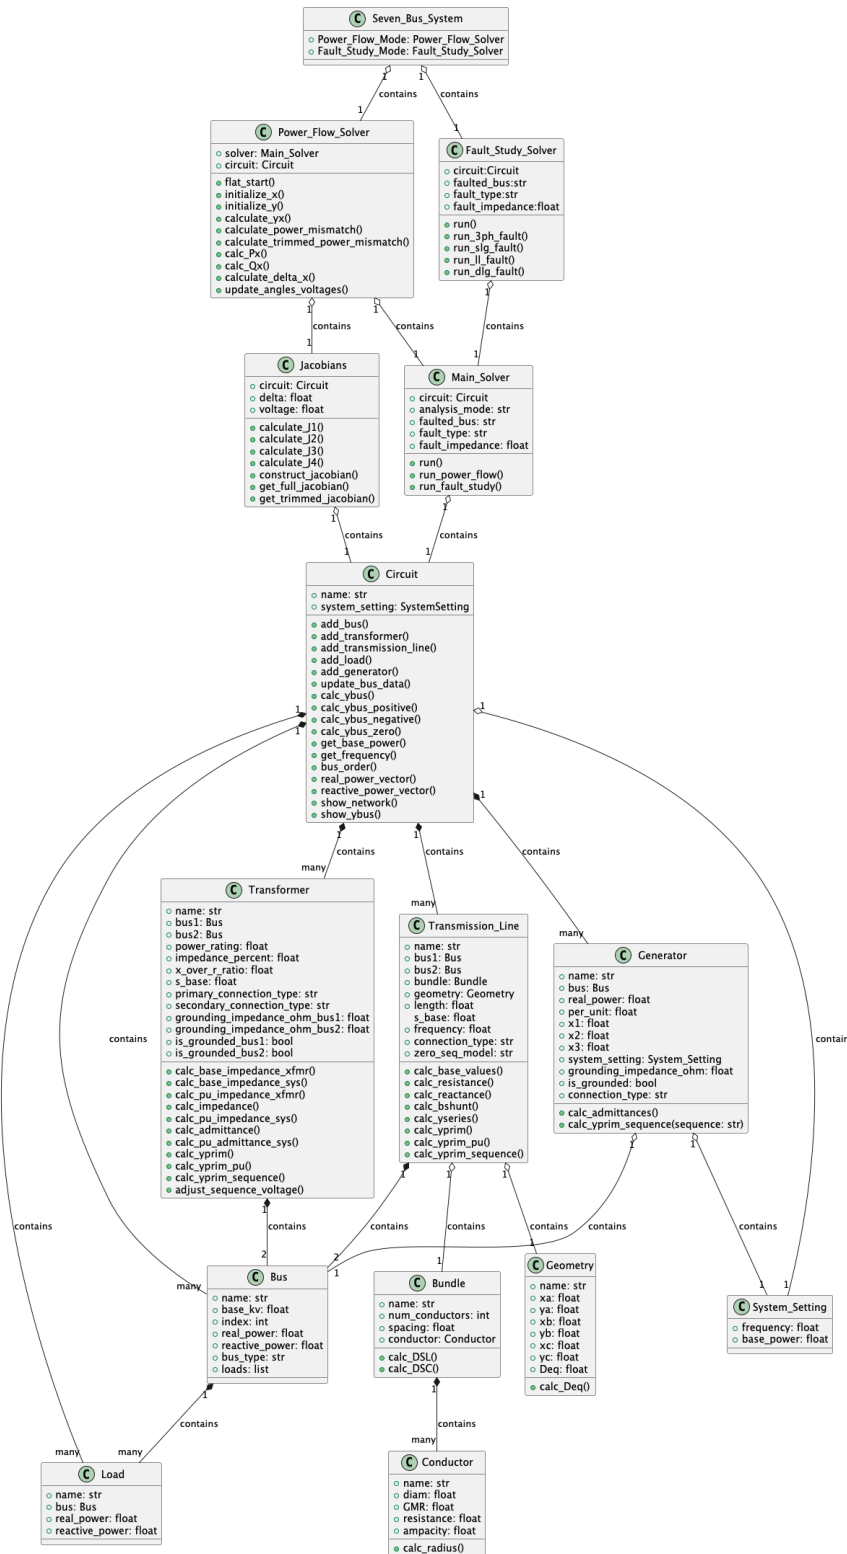 C Seven_Bus_System
Power_Flow_Mode: Power_Flow_Solver
Fault_Study_Mode: Fault_Study_Solver
1
1
contains
contains
1
1
C Power_Flow_Solver
solver: Main_Solver
circuit: Circuit
flat_start()
initialize_x()
initialize_y()
calculate_yx()
calculate_power_mismatch()
calculate_trimmed_power_mismatch()
calc_Px()
calc_Qx()
calculate_delta_x()
update_angles_voltages()
C Fault_Study_Solver
circuit:Circuit
faulted_bus:str
fault_type:str
fault_impedance:float
run()
run_3ph_fault()
run_slg_fault()
run_ll_fault()
run_dlg_fault()
1
1
1
contains
contains
contains
1
1
1
C Jacobians
circuit: Circuit
delta: float
voltage: float
calculate_J1()
calculate_J2()
calculate_J3()
calculate_J4()
construct_jacobian()
get_full_jacobian()
get_trimmed_jacobian()
C Main_Solver
circuit: Circuit
analysis_mode: str
faulted_bus: str
fault_type: str
fault_impedance: float
run()
run_power_flow()
run_fault_study()
1
1
contains
contains
1
1
C Circuit
name: str
system_setting: SystemSetting
add_bus()
add_transformer()
add_transmission_line()
add_load()
add_generator()
update_bus_data()
calc_ybus()
calc_ybus_positive()
calc_ybus_negative()
calc_ybus_zero()
get_base_power()
get_frequency()
bus_order()
real_power_vector()
reactive_power_vector()
show_network()
show_ybus()
1
1
1
1
1
1
contains
contains
contains
many
many
many
C Transformer
name: str
bus1: Bus
bus2: Bus
power_rating: float
impedance_percent: float
x_over_r_ratio: float
s_base: float
primary_connection_type: str
secondary_connection_type: str
grounding_impedance_ohm_bus1: float
grounding_impedance_ohm_bus2: float
is_grounded_bus1: bool
is_grounded_bus2: bool
calc_base_impedance_xfmr()
calc_base_impedance_sys()
calc_pu_impedance_xfmr()
calc_impedance()
calc_pu_impedance_sys()
calc_admittance()
calc_pu_admittance_sys()
calc_yprim()
calc_yprim_pu()
calc_yprim_sequence()
adjust_sequence_voltage()
C Transmission_Line
name: str
bus1: Bus
bus2: Bus
bundle: Bundle
geometry: Geometry
length: float
s_base: float
frequency: float
connection_type: str
zero_seq_model: str
calc_base_values()
calc_resistance()
calc_reactance()
calc_bshunt()
calc_yseries()
calc_yprim()
calc_yprim_pu()
calc_yprim_sequence()
C Generator
name: str
bus: Bus
real_power: float
per_unit: float
x1: float
x2: float
x3: float
system_setting: System_Setting
grounding_impedance_ohm: float
is_grounded: bool
connection_type: str
calc_admittances()
calc_yprim_sequence(sequence: str)
contains
contain
1
1
1
1
1
1
contains
contains
contains
contains
contains
contains
contains
2
2
1
1
1
1
1
many
C Bus
name: str
base_kv: float
index: int
real_power: float
reactive_power: float
bus_type: str
loads: list
C Bundle
name: str
num_conductors: int
spacing: float
conductor: Conductor
calc_DSL()
calc_DSC()
C Geometry
name: str
xa: float
ya: float
xb: float
yb: float
xc: float
yc: float
Deq: float
calc_Deq()
C System_Setting
frequency: float
base_power: float
1
1
contains
contains
many
many
many
C Load
name: str
bus: Bus
real_power: float
reactive_power: float
C Conductor
name: str
diam: float
GMR: float
resistance: float
ampacity: float
calc_radius()